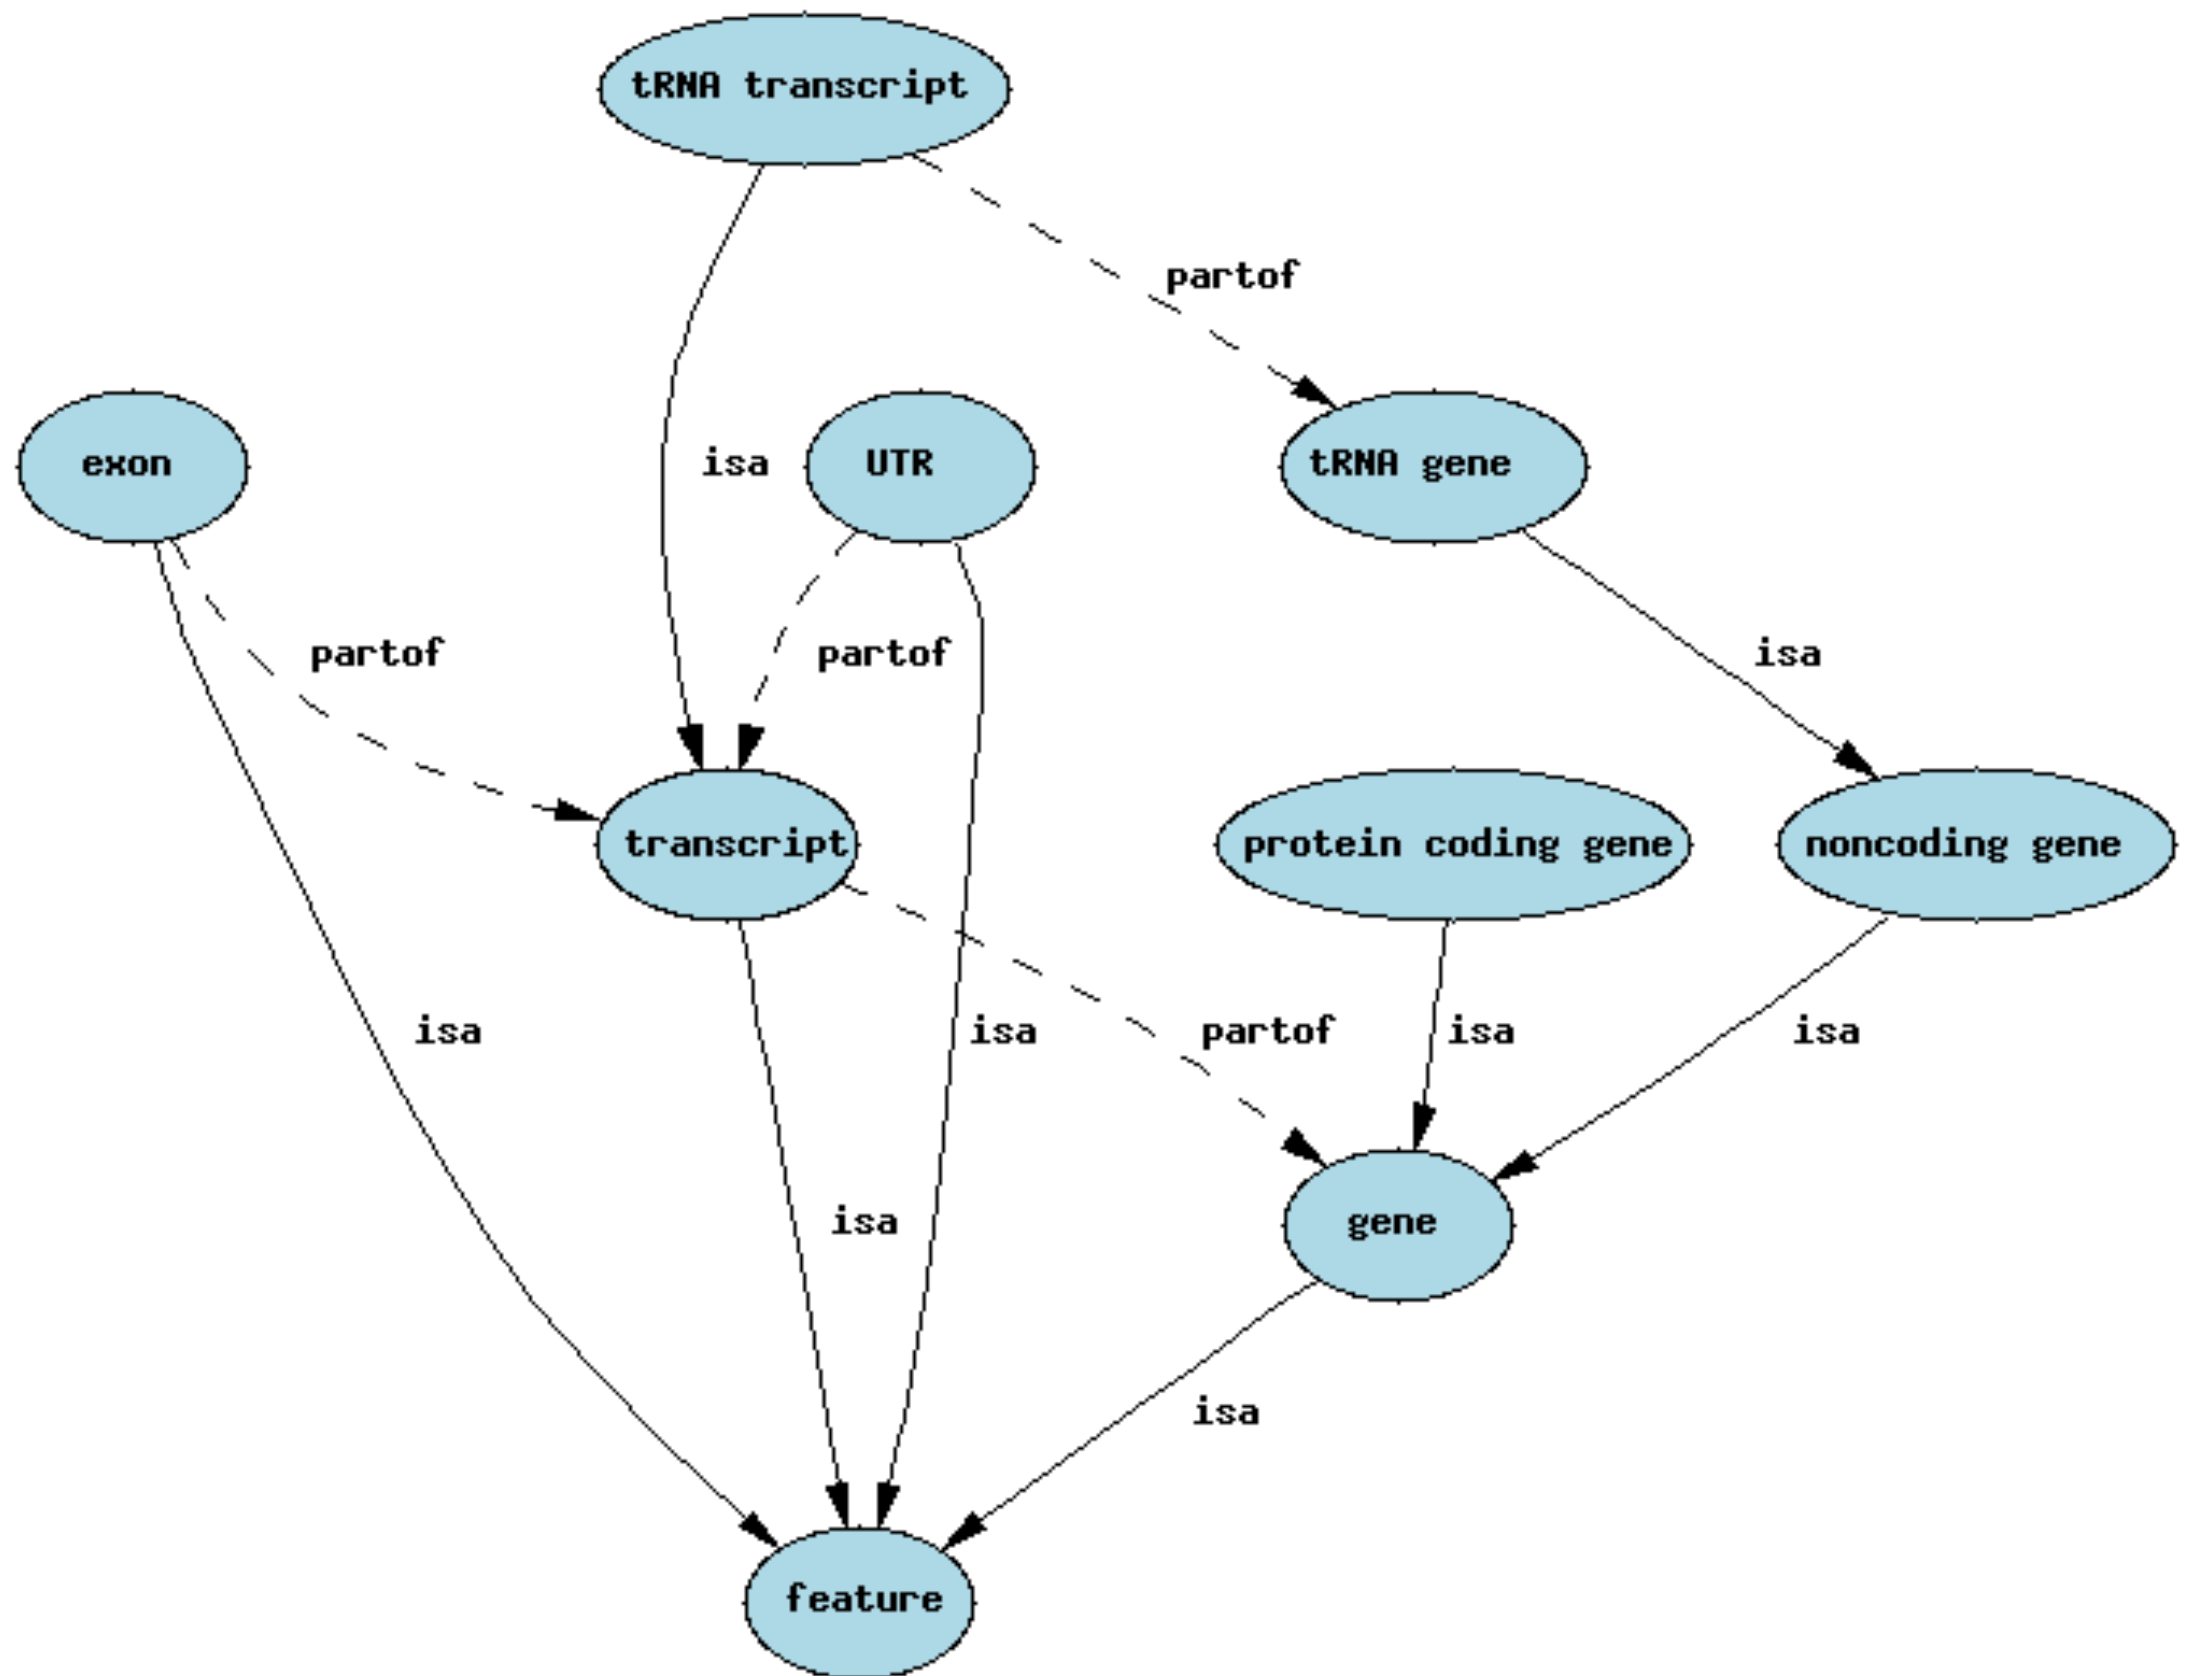 tRNA transcript
partof
exon
isa
UTR
tRNA gene
partof
partof
isa
transcript
protein coding gene
noncoding gene
isa
isa
partof
isa
isa
isa
gene
isa
feature